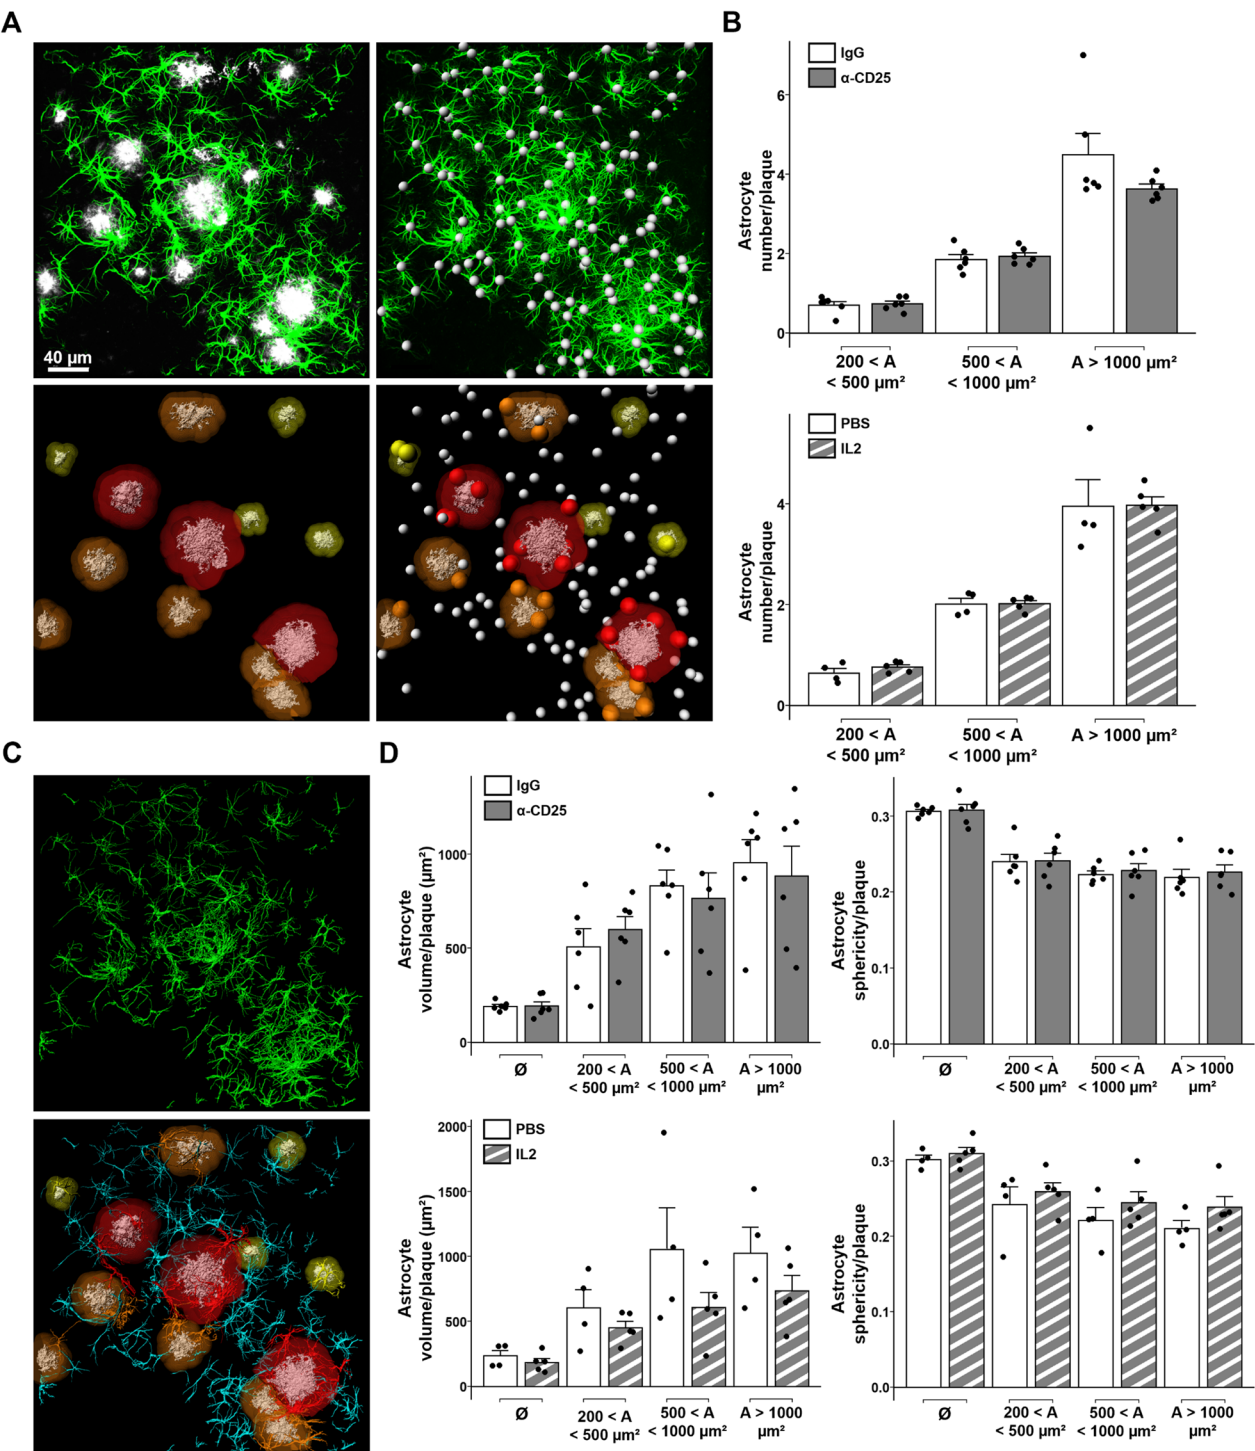 A
40 µm
B
IgG
α-CD25
Astrocyte
number/plaque
6
4
2
0
200 < A
< 500 µm²
500 < A
< 1000 µm²
A > 1000 µm²
PBS
IL2
Astrocyte
number/plaque
4
2
0
200 < A
< 500 µm²
500 < A
< 1000 µm²
A > 1000 µm²
C
D
IgG
α-CD25
Astrocyte
volume/plaque (µm²)
1000
500
0
Ø
200 < A
< 500 µm²
500 < A
< 1000 µm²
A > 1000
µm²
Astrocyte
sphericity/plaque
0.3
0.2
0.1
0.0
Ø
200 < A
< 500 µm²
500 < A
< 1000 µm²
A > 1000
µm²
PBS
IL2
Astrocyte
volume/plaque (µm²)
2000
1500
1000
500
0
Ø
200 < A
< 500 µm²
500 < A
< 1000 µm²
A > 1000
µm²
Astrocyte
sphericity/plaque
0.3
0.2
0.1
0.0
Ø
200 < A
< 500 µm²
500 < A
< 1000 µm²
A > 1000
µm²